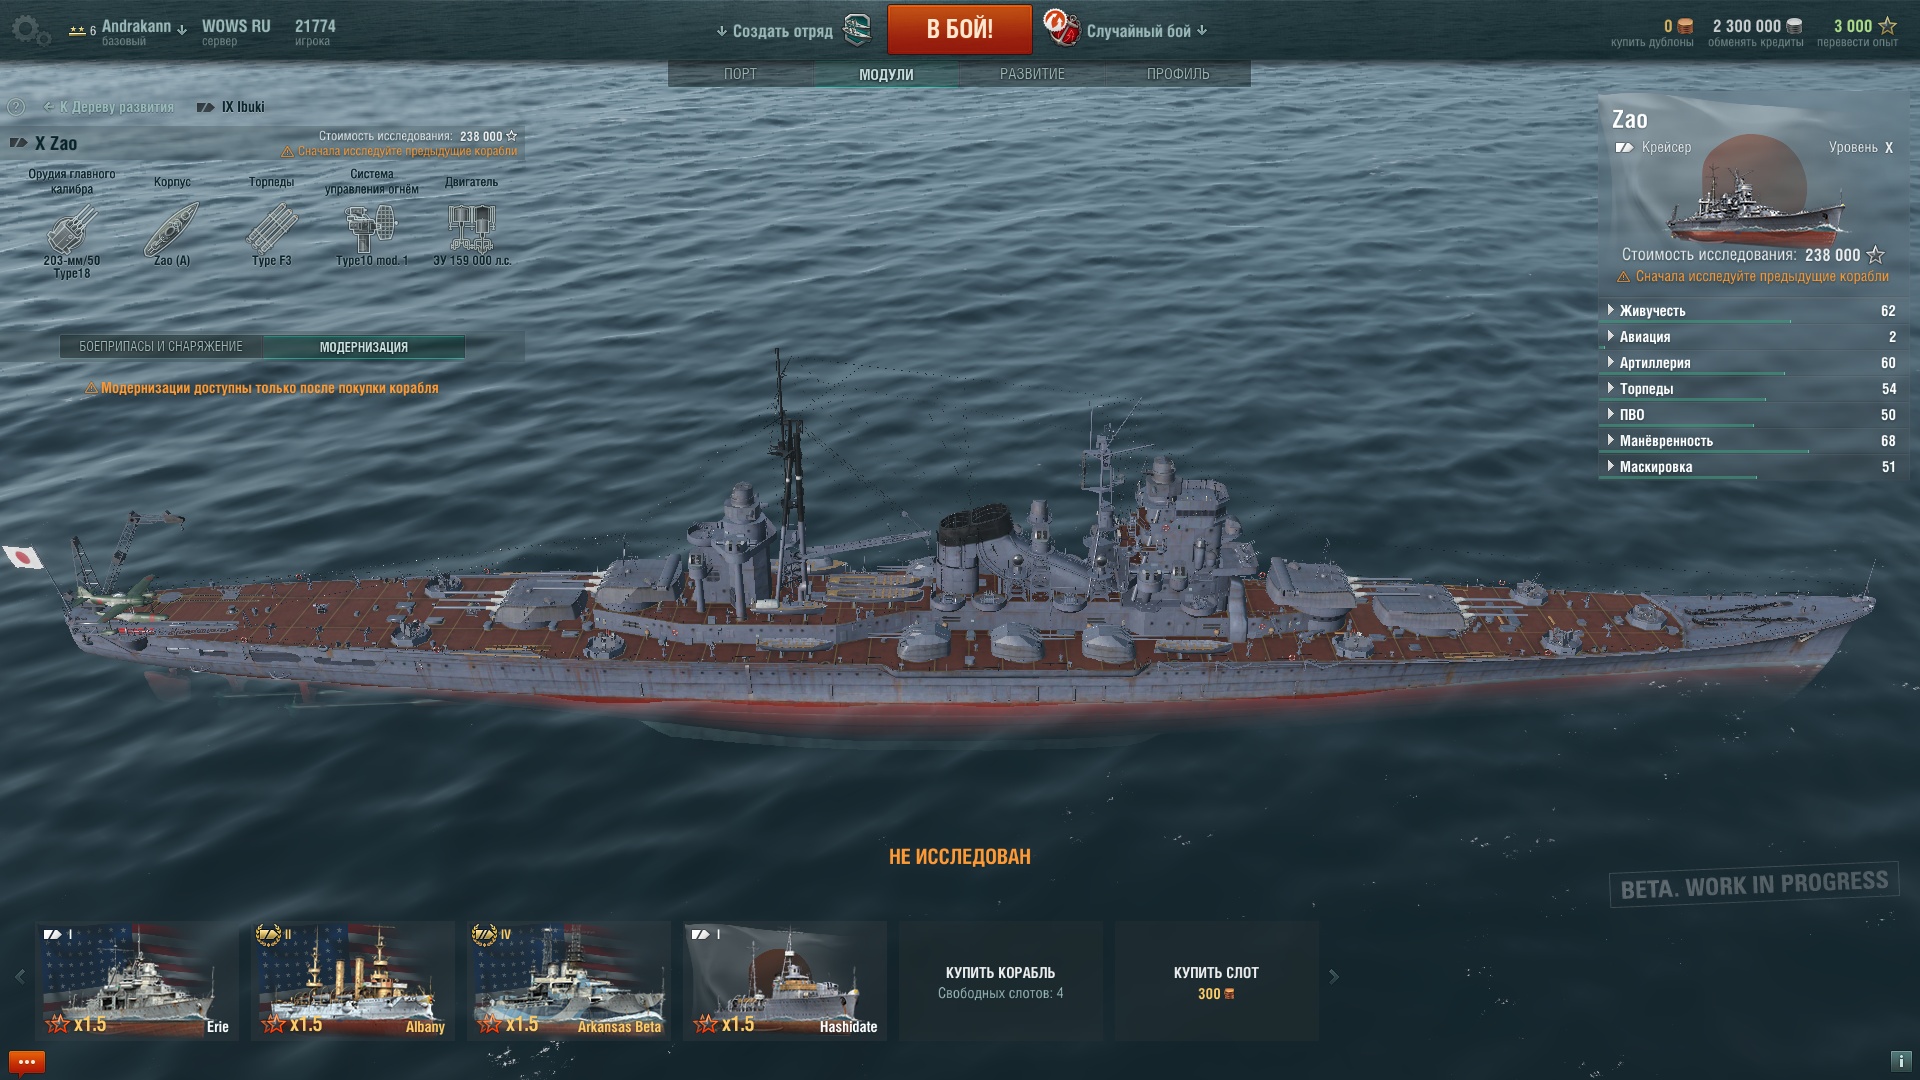 6 Andrakann
базовый
WOWS RU
сервер
21774
игрока
Создать отряд
В БОЙ!
Случайный бой
0
купить дублоны
2 300 000
обменять кредиты
3 000
перевести опыт
ПОРТ
МОДУЛИ
РАЗВИТИЕ
ПРОФИЛЬ
? К Дереву развития
IX Ibuki
X Zao
Стоимость исследования: 238 000
Сначала исследуйте предыдущие корабли
Орудия главного
калибра
Корпус
Торпеды
Система
управления огнём
Двигатель
203-мм/50
Type18
Zao (A)
Type F3
Type10 mod. 1
ЭУ 159 000 л.с.
БОЕПРИПАСЫ И СНАРЯЖЕНИЕ
МОДЕРНИЗАЦИЯ
Модернизации доступны только после покупки корабля
Zao
Крейсер
Уровень X
Стоимость исследования: 238 000
Сначала исследуйте предыдущие корабли
Живучесть 62
Авиация 2
Артиллерия 60
Торпеды 54
ПВО 50
Манёвренность 68
Маскировка 51
НЕ ИССЛЕДОВАН
BETA. WORK IN PROGRESS
I
x1.5
Erie
II
x1.5
Albany
IV
x1.5
Arkansas Beta
I
x1.5
Hashidate
КУПИТЬ КОРАБЛЬ
Свободных слотов: 4
КУПИТЬ СЛОТ
300
i